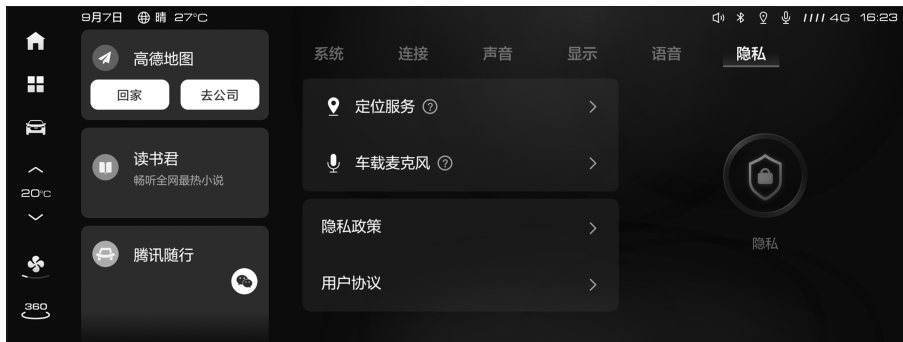 9月7日 晴 27°C
4G 16:23
高德地图
回家 去公司
读书君
畅听全网最热小说
腾讯随行
20°C
360
系统 连接 声音 显示 语音 隐私
定位服务 ?
车载麦克风 ?
隐私政策
用户协议
隐私